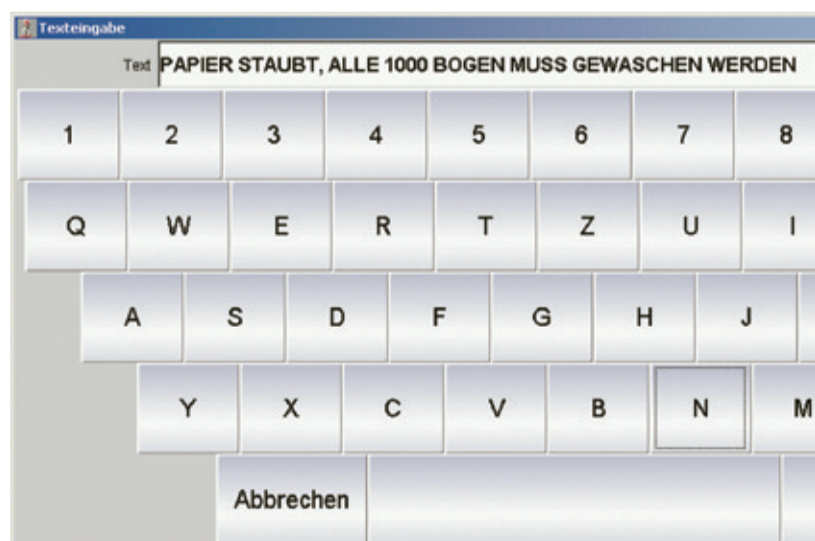 Texteingabe
Text PAPIER STAUBT, ALLE 1000 BOGEN MUSS GEWASCHEN WERDEN
1 2 3 4 5 6 7 8
Q W E R T Z U I
A S D F G H J
Y X C V B N M
Abbrechen